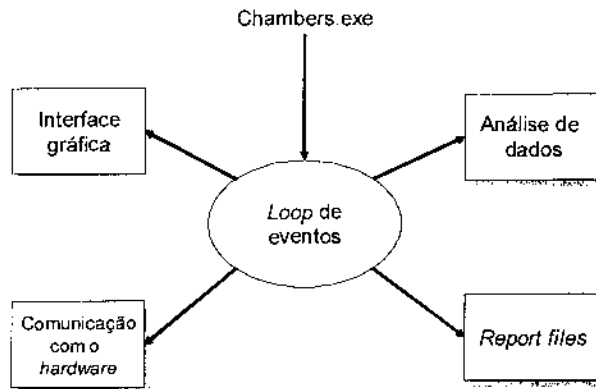 Chambers.exe
Interface
gráfica
Análise de
dados
Loop de
eventos
Comunicação
com o
hardware
Report files